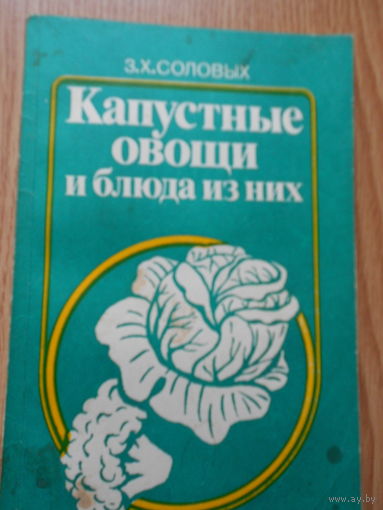 З.Х.СОЛОВЫХ
Капустные
овощи
и блюда из них
www.ay.by